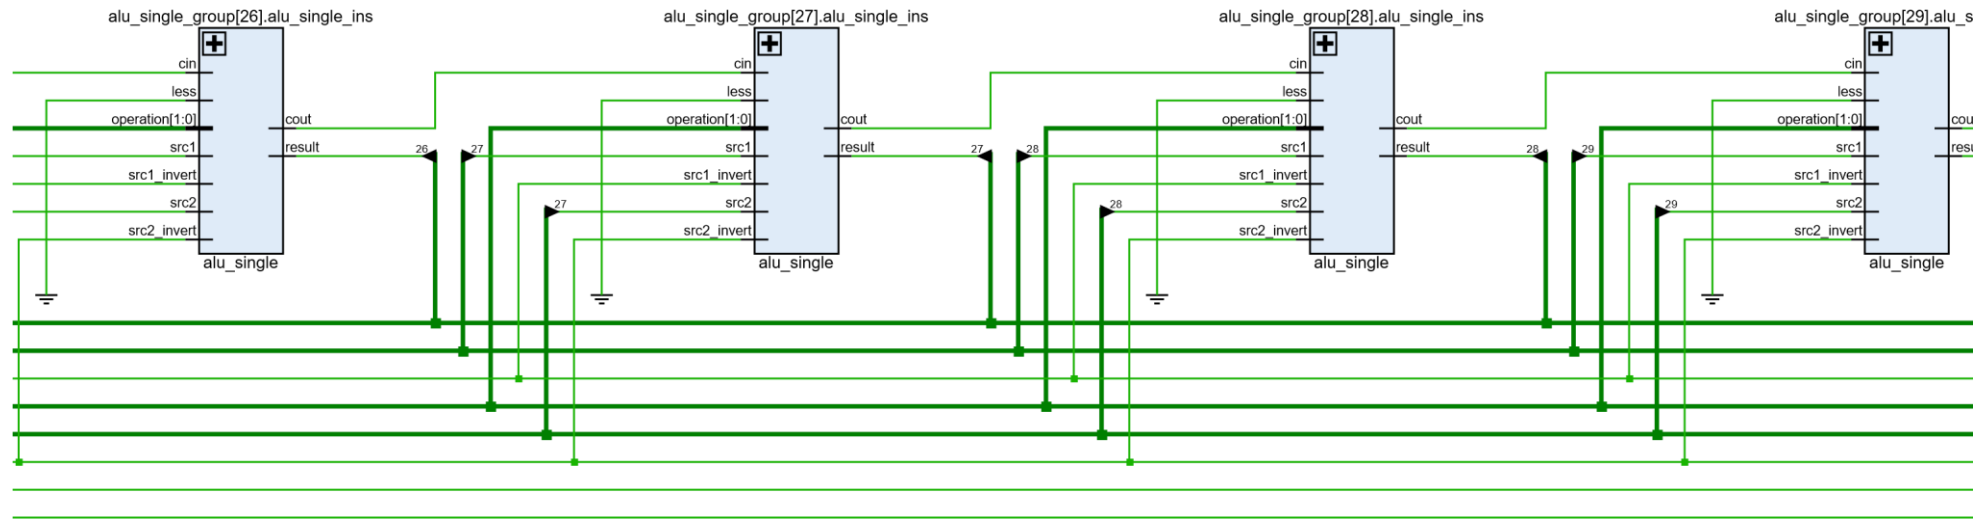 alu_single_group[26].alu_single_ins
cin
less
operation[1:0]
src1
src1_invert
src2
src2_invert
cout
result
alu_single
26
27
27
alu_single_group[27].alu_single_ins
cin
less
operation[1:0]
src1
src1_invert
src2
src2_invert
cout
result
alu_single
27
28
28
alu_single_group[28].alu_single_ins
cin
less
operation[1:0]
src1
src1_invert
src2
src2_invert
cout
result
alu_single
28
29
29
alu_single_group[29].alu_s
cin
less
operation[1:0]
src1
src1_invert
src2
src2_invert
cou
resu
alu_single